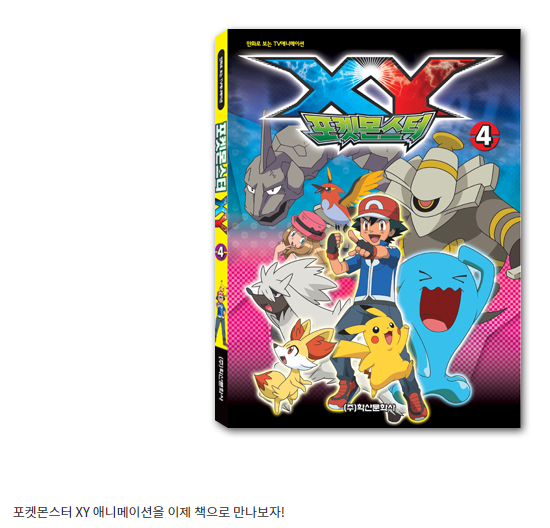 만화로 보는 TV애니메이션
XY
포켓몬스터
4
만화로 보는 TV애니메이션
포켓몬스터
XY
4
(주)학산문화사
(주)학산문화사
포켓몬스터 XY 애니메이션을 이제 책으로 만나보자!